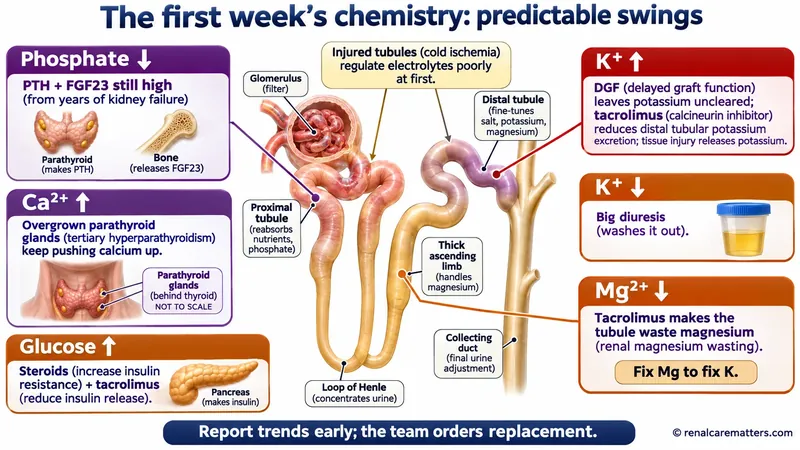 The first week's chemistry: predictable swings
Phosphate ↓
PTH + FGF23 still high
(from years of kidney failure)
Parathyroid
(makes PTH)
Bone
(releases FGF23)
Ca²⁺ ↑
Overgrown parathyroid
glands (tertiary hyperparathyroidism)
keep pushing calcium up.
Parathyroid
glands
(behind thyroid)
NOT TO SCALE
Glucose ↑
Steroids (increase insulin
resistance) + tacrolimus
(reduce insulin release).
Pancreas
(makes insulin)
Injured tubules (cold ischemia)
regulate electrolytes poorly
at first.
Glomerulus
(filter)
Distal tubule
(fine-tunes
salt, potassium,
magnesium)
Proximal
tubule
(reabsorbs
nutrients,
phosphate)
Thick
ascending
limb
(handles
magnesium)
Collecting
duct
(final urine
adjustment)
Loop of Henle
(concentrates urine)
K⁺ ↑
DGF (delayed graft function)
leaves potassium uncleared;
tacrolimus (calcineurin inhibitor)
reduces distal tubular potassium
excretion; tissue injury releases potassium.
K⁺ ↓
Big diuresis
(washes it out).
Mg²⁺ ↓
Tacrolimus makes the
tubule waste magnesium
(renal magnesium wasting).
Fix Mg to fix K.
Report trends early; the team orders replacement.
© renalcarematters.com